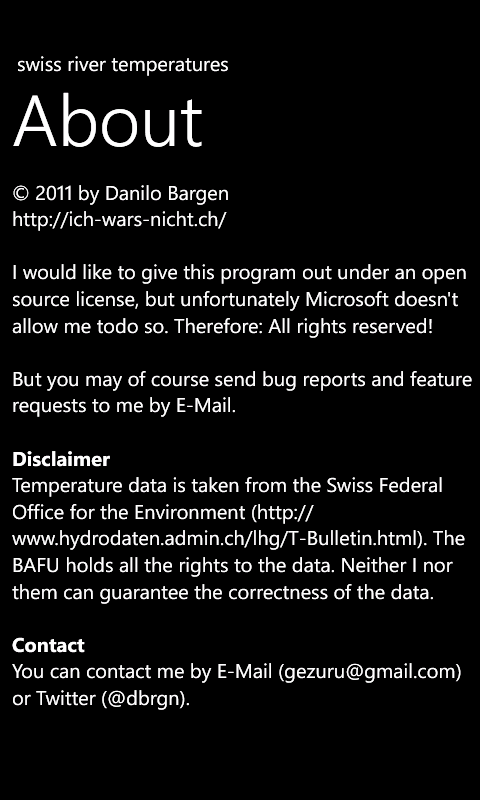 swiss river temperatures
About
© 2011 by Danilo Bargen
http://ich-wars-nicht.ch/
I would like to give this program out under an open
source license, but unfortunately Microsoft doesn't
allow me todo so. Therefore: All rights reserved!
But you may of course send bug reports and feature
requests to me by E-Mail.
Disclaimer
Temperature data is taken from the Swiss Federal
Office for the Environment (http://
www.hydrodaten.admin.ch/lhg/T-Bulletin.html). The
BAFU holds all the rights to the data. Neither I nor
them can guarantee the correctness of the data.
Contact
You can contact me by E-Mail (gezuru@gmail.com)
or Twitter (@dbrgn).